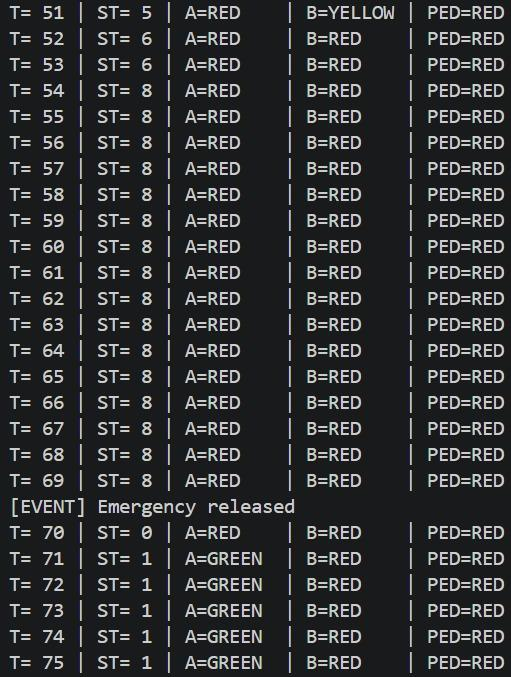 T= 51 | ST= 5 | A=RED    | B=YELLOW | PED=RED
T= 52 | ST= 6 | A=RED    | B=RED    | PED=RED
T= 53 | ST= 6 | A=RED    | B=RED    | PED=RED
T= 54 | ST= 8 | A=RED    | B=RED    | PED=RED
T= 55 | ST= 8 | A=RED    | B=RED    | PED=RED
T= 56 | ST= 8 | A=RED    | B=RED    | PED=RED
T= 57 | ST= 8 | A=RED    | B=RED    | PED=RED
T= 58 | ST= 8 | A=RED    | B=RED    | PED=RED
T= 59 | ST= 8 | A=RED    | B=RED    | PED=RED
T= 60 | ST= 8 | A=RED    | B=RED    | PED=RED
T= 61 | ST= 8 | A=RED    | B=RED    | PED=RED
T= 62 | ST= 8 | A=RED    | B=RED    | PED=RED
T= 63 | ST= 8 | A=RED    | B=RED    | PED=RED
T= 64 | ST= 8 | A=RED    | B=RED    | PED=RED
T= 65 | ST= 8 | A=RED    | B=RED    | PED=RED
T= 66 | ST= 8 | A=RED    | B=RED    | PED=RED
T= 67 | ST= 8 | A=RED    | B=RED    | PED=RED
T= 68 | ST= 8 | A=RED    | B=RED    | PED=RED
T= 69 | ST= 8 | A=RED    | B=RED    | PED=RED
[EVENT] Emergency released
T= 70 | ST= 0 | A=RED    | B=RED    | PED=RED
T= 71 | ST= 1 | A=GREEN  | B=RED    | PED=RED
T= 72 | ST= 1 | A=GREEN  | B=RED    | PED=RED
T= 73 | ST= 1 | A=GREEN  | B=RED    | PED=RED
T= 74 | ST= 1 | A=GREEN  | B=RED    | PED=RED
T= 75 | ST= 1 | A=GREEN  | B=RED    | PED=RED